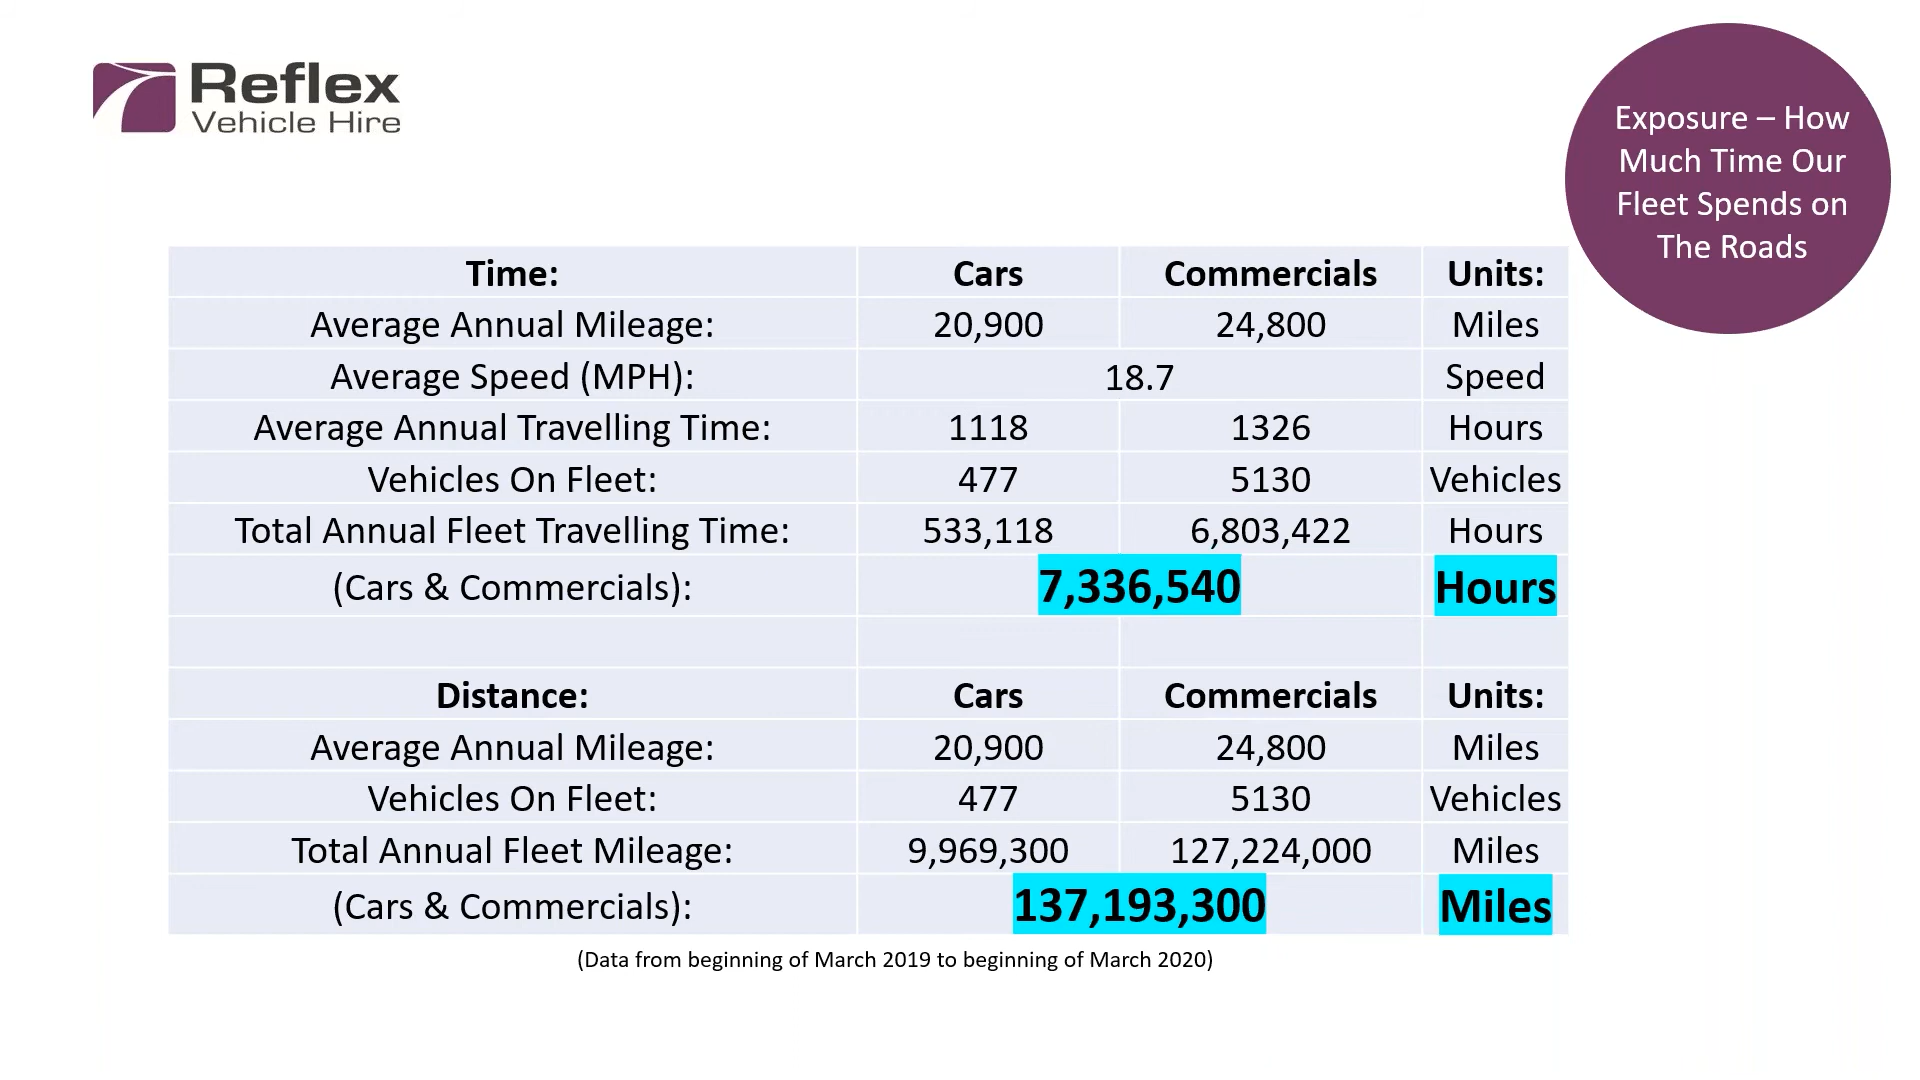 Reflex
Vehicle Hire
Exposure – How
Much Time Our
Fleet Spends on
The Roads
Time: Cars Commercials Units:
Average Annual Mileage: 20,900 24,800 Miles
Average Speed (MPH): 18.7 Speed
Average Annual Travelling Time: 1118 1326 Hours
Vehicles On Fleet: 477 5130 Vehicles
Total Annual Fleet Travelling Time: 533,118 6,803,422 Hours
(Cars & Commercials): 7,336,540 Hours
Distance: Cars Commercials Units:
Average Annual Mileage: 20,900 24,800 Miles
Vehicles On Fleet: 477 5130 Vehicles
Total Annual Fleet Mileage: 9,969,300 127,224,000 Miles
(Cars & Commercials): 137,193,300 Miles
(Data from beginning of March 2019 to beginning of March 2020)